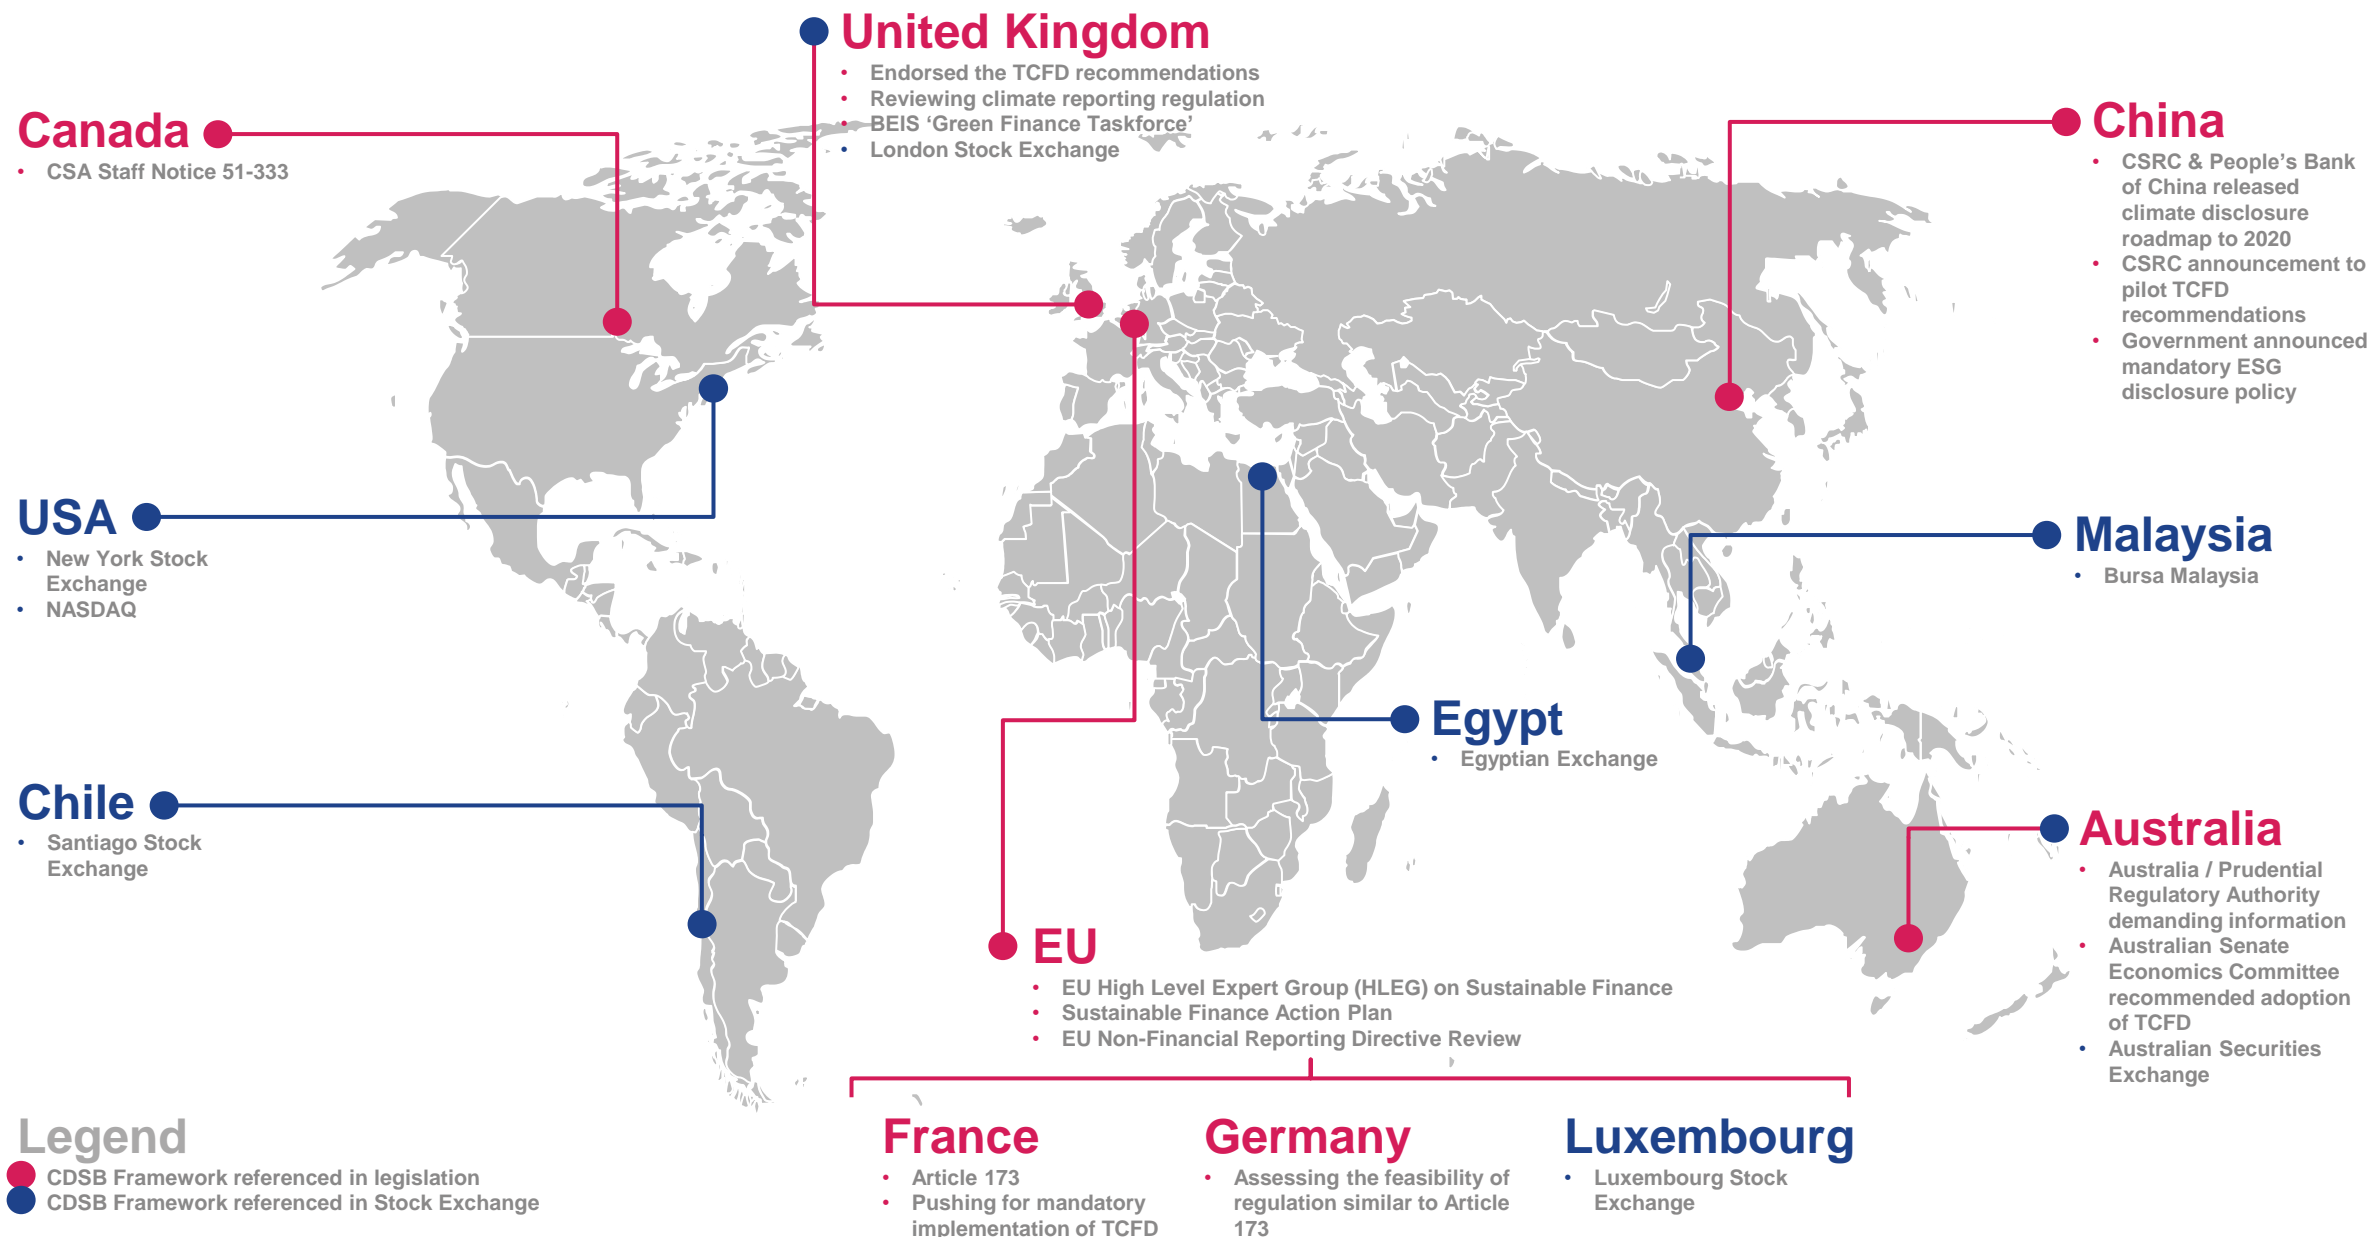 United Kingdom
• Endorsed the TCFD recommendations
• Reviewing climate reporting regulation
• BEIS ‘Green Finance Taskforce’
• London Stock Exchange
Canada
• CSA Staff Notice 51-333
China
• CSRC & People’s Bank
of China released
climate disclosure
roadmap to 2020
• CSRC announcement to
pilot TCFD
recommendations
• Government announced
mandatory ESG
disclosure policy
USA
• New York Stock
Exchange
• NASDAQ
Malaysia
• Bursa Malaysia
Egypt
• Egyptian Exchange
Chile
• Santiago Stock
Exchange
Australia
• Australia / Prudential
Regulatory Authority
demanding information
• Australian Senate
Economics Committee
recommended adoption
of TCFD
• Australian Securities
Exchange
EU
• EU High Level Expert Group (HLEG) on Sustainable Finance
• Sustainable Finance Action Plan
• EU Non-Financial Reporting Directive Review
France
• Article 173
• Pushing for mandatory
implementation of TCFD
Germany
• Assessing the feasibility of
regulation similar to Article
173
Luxembourg
• Luxembourg Stock
Exchange
Legend
CDSB Framework referenced in legislation
CDSB Framework referenced in Stock Exchange